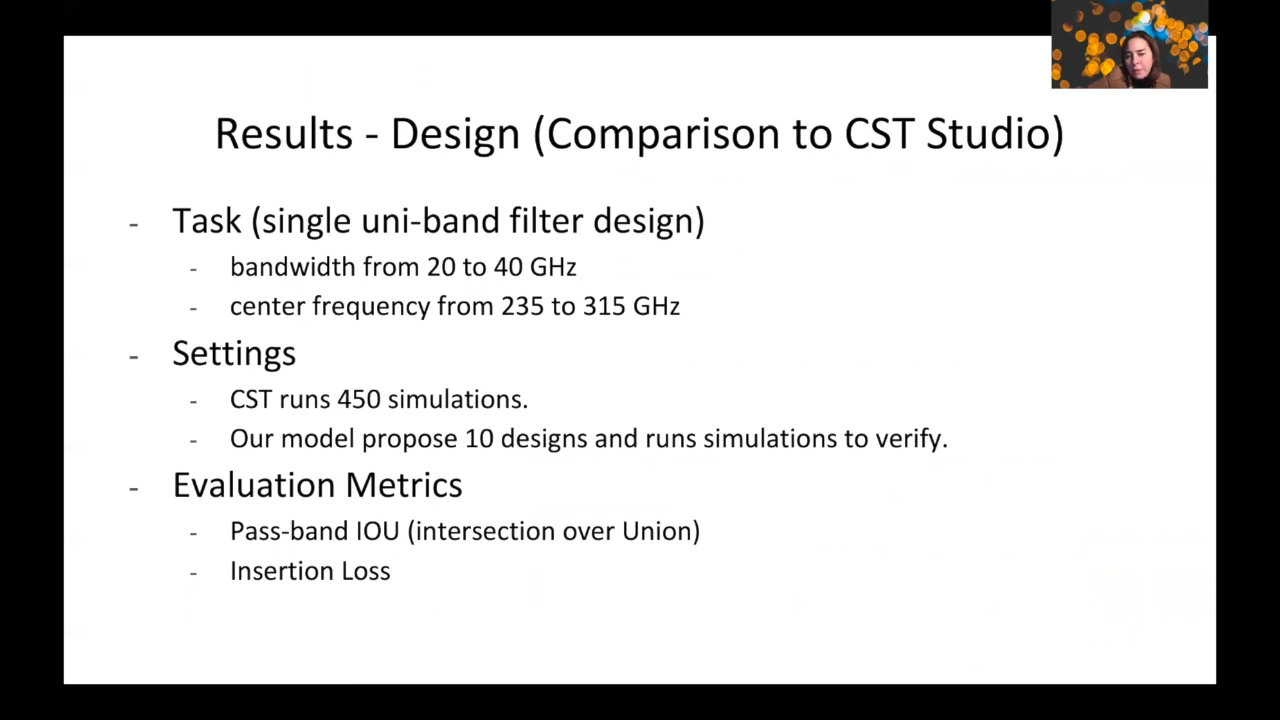 Results - Design (Comparison to CST Studio)
- Task (single uni-band filter design)
- bandwidth from 20 to 40 GHz
- center frequency from 235 to 315 GHz
- Settings
- CST runs 450 simulations.
- Our model propose 10 designs and runs simulations to verify.
- Evaluation Metrics
- Pass-band IOU (intersection over Union)
- Insertion Loss